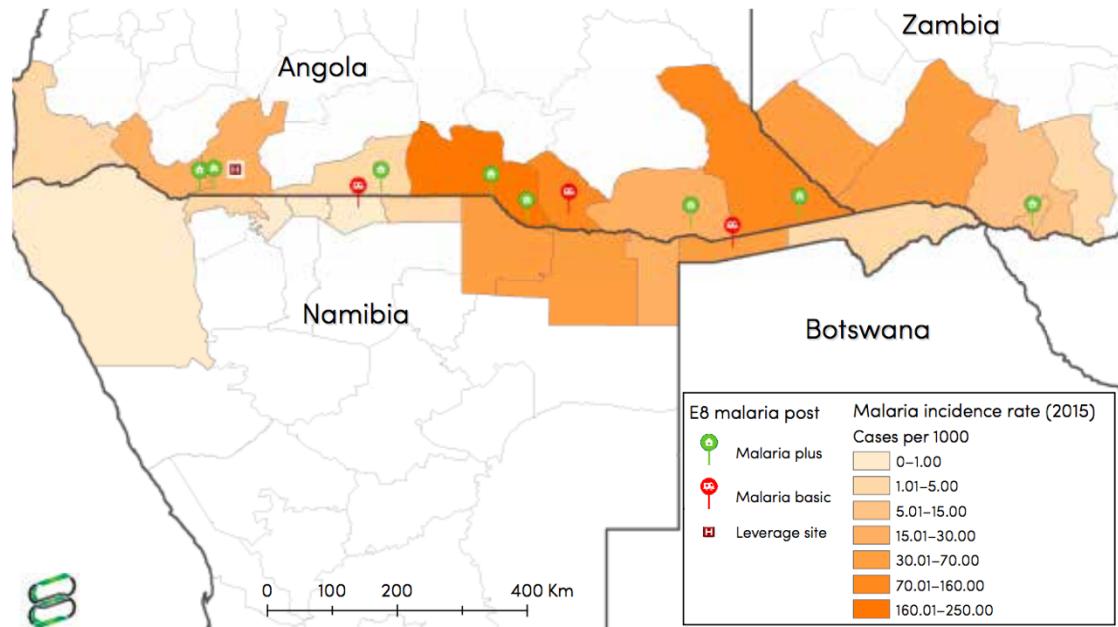 Zambia
Angola
Namibia
Botswana
E8 malaria post
Malaria plus
Malaria basic
Leverage site
Malaria incidence rate (2015)
Cases per 1000
0–1.00
1.01–5.00
5.01–15.00
15.01–30.00
30.01–70.00
70.01–160.00
160.01–250.00
0 100 200 400 Km